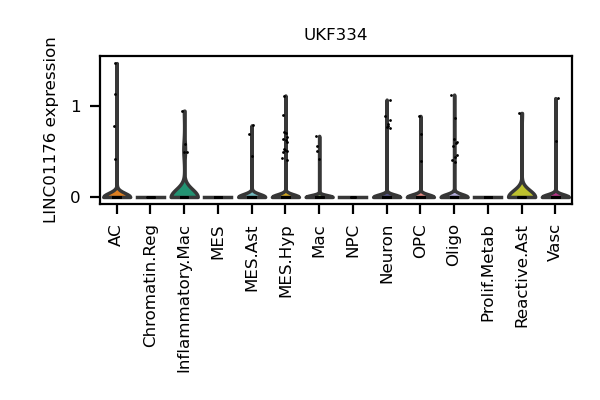 UKF334
LINC01176 expression
1
0
AC
Chromatin.Reg
Inflammatory.Mac
MES
MES.Ast
MES.Hyp
Mac
NPC
Neuron
OPC
Oligo
Prolif.Metab
Reactive.Ast
Vasc